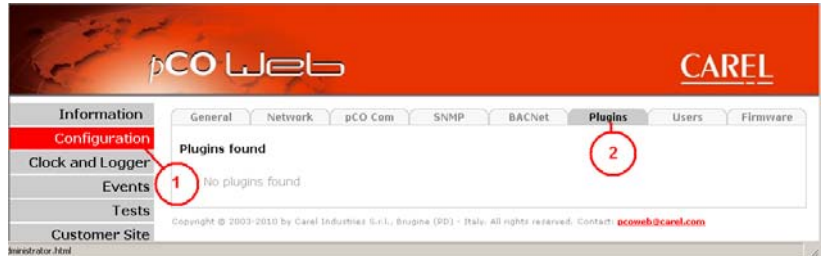 pCO Web
CAREL
Information
Configuration
Clock and Logger
Events
Tests
Customer Site
General Network pCO Com SNMP BACNet Plugins Users Firmware
Plugins found
No plugins found
1
2
Copyright © 2003-2010 by Carel Industries S.r.l., Brugine (PD) - Italy. All rights reserved. Contact: pcoweb@carel.com
dministrator.html